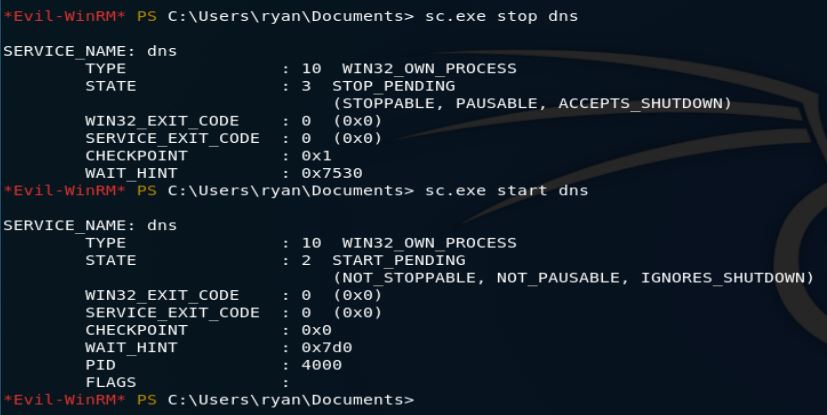 *Evil-WinRM* PS C:\Users\ryan\Documents> sc.exe stop dns

SERVICE_NAME: dns
        TYPE               : 10  WIN32_OWN_PROCESS
        STATE              : 3  STOP_PENDING
                                (STOPPABLE, PAUSABLE, ACCEPTS_SHUTDOWN)
        WIN32_EXIT_CODE    : 0  (0x0)
        SERVICE_EXIT_CODE  : 0  (0x0)
        CHECKPOINT         : 0x1
        WAIT_HINT          : 0x7530
*Evil-WinRM* PS C:\Users\ryan\Documents> sc.exe start dns

SERVICE_NAME: dns
        TYPE               : 10  WIN32_OWN_PROCESS
        STATE              : 2  START_PENDING
                                (NOT_STOPPABLE, NOT_PAUSABLE, IGNORES_SHUTDOWN)
        WIN32_EXIT_CODE    : 0  (0x0)
        SERVICE_EXIT_CODE  : 0  (0x0)
        CHECKPOINT         : 0x0
        WAIT_HINT          : 0x7d0
        PID                : 4000
        FLAGS              :
*Evil-WinRM* PS C:\Users\ryan\Documents>